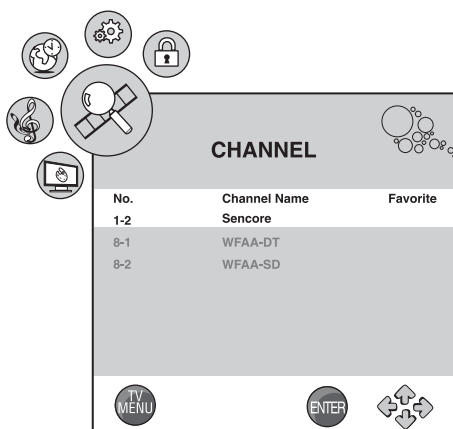 CHANNEL
No. Channel Name Favorite
1-2 Sencore
8-1 WFAA-DT
8-2 WFAA-SD
TV
MENU ENTER